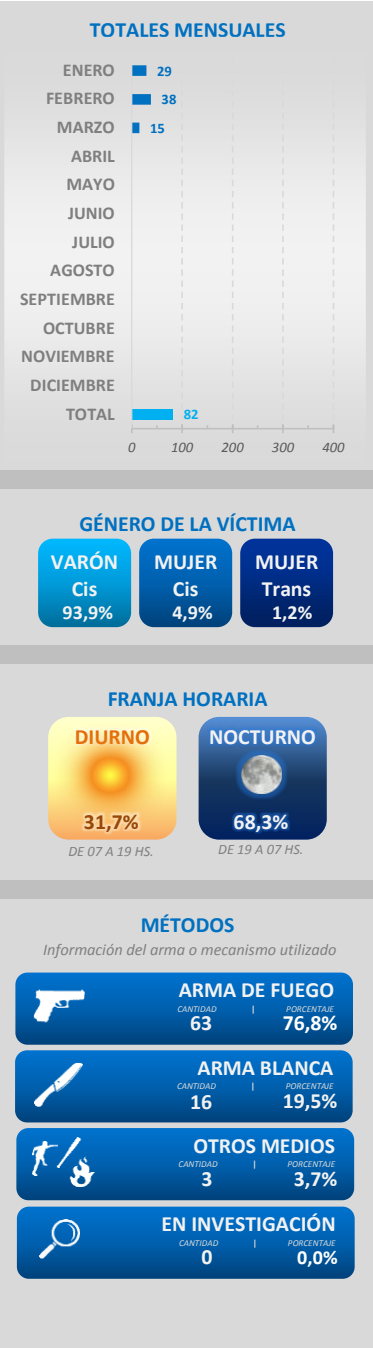 TOTALES MENSUALES
ENERO 29
FEBRERO 38
MARZO 15
ABRIL
MAYO
JUNIO
JULIO
AGOSTO
SEPTIEMBRE
OCTUBRE
NOVIEMBRE
DICIEMBRE
TOTAL 82
0 100 200 300 400
GÉNERO DE LA VÍCTIMA
VARÓN MUJER MUJER
Cis Cis Trans
93,9% 4,9% 1,2%
FRANJA HORARIA
DIURNO NOCTURNO
31,7% 68,3%
DE 07 A 19 HS. DE 19 A 07 HS.
MÉTODOS
Información del arma o mecanismo utilizado
ARMA DE FUEGO
CANTIDAD | PORCENTAJE
63 76,8%
ARMA BLANCA
CANTIDAD | PORCENTAJE
16 19,5%
OTROS MEDIOS
CANTIDAD | PORCENTAJE
3 3,7%
EN INVESTIGACIÓN
CANTIDAD | PORCENTAJE
0 0,0%